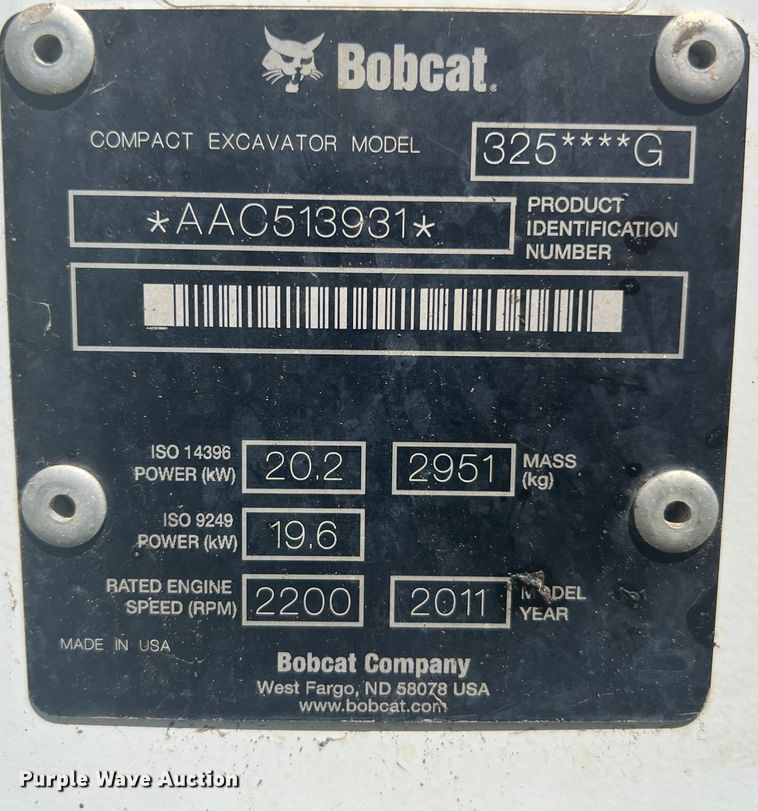 Bobcat®
COMPACT EXCAVATOR MODEL 325****G
*AAC513931* PRODUCT IDENTIFICATION NUMBER
AAC513931
ISO 14396 POWER (kW) 20.2 2951 MASS (kg)
ISO 9249 POWER (kW) 19.6
RATED ENGINE SPEED (RPM) 2200 2011 MODEL YEAR
MADE IN USA
Bobcat Company
West Fargo, ND 58078 USA
www.bobcat.com
Purple Wave Auction